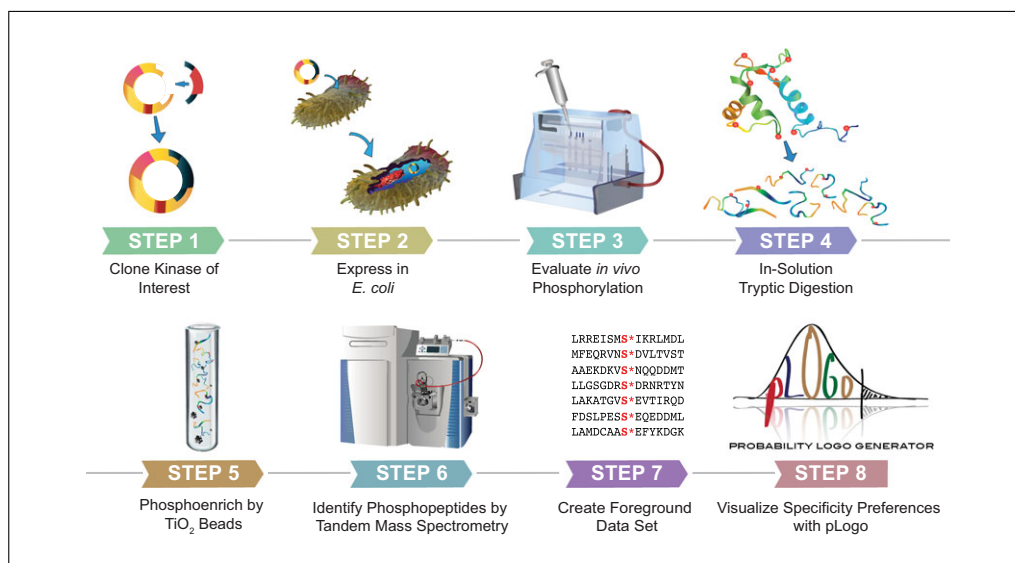 STEP 1
Clone Kinase of
Interest
STEP 2
Express in
E. coli
STEP 3
Evaluate in vivo
Phosphorylation
STEP 4
In-Solution
Tryptic Digestion
STEP 5
Phosphoenrich by
TiO2 Beads
STEP 6
Identify Phosphopeptides by
Tandem Mass Spectrometry
LRREISMS*IKRLMDL
MFEQRVNS*DVLTVST
AAEKDKVS*NQQDDMT
LLGSGDRS*DRNRTYN
LAKATGVS*EVTIRQD
FDSLPESS*EQEDDML
LAMDCAAS*EFYKDGK
STEP 7
Create Foreground
Data Set
pLOGo
PROBABILITY LOGO GENERATOR
STEP 8
Visualize Specificity Preferences
with pLogo